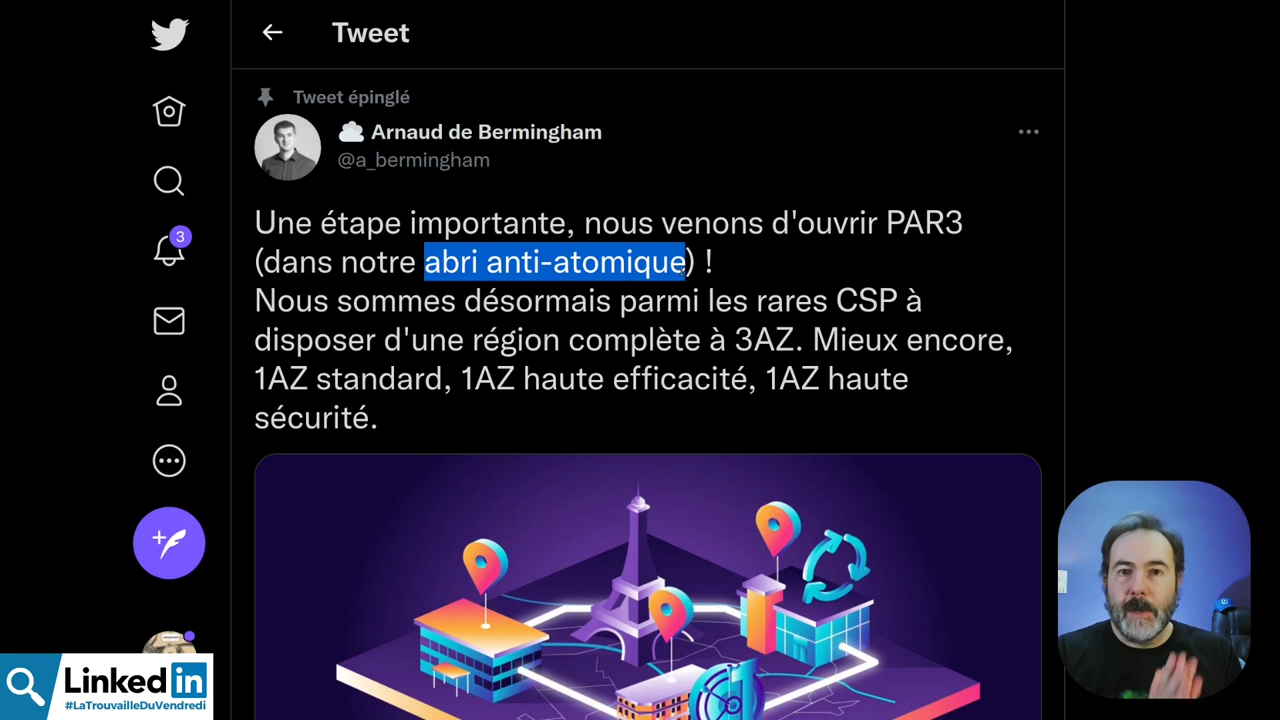 Tweet
Tweet épinglé
Arnaud de Bermingham
@a_bermingham
Une étape importante, nous venons d'ouvrir PAR3
(dans notre abri anti-atomique) !
Nous sommes désormais parmi les rares CSP à
disposer d'une région complète à 3AZ. Mieux encore,
1AZ standard, 1AZ haute efficacité, 1AZ haute
sécurité.
3
Linked in
#LaTrouvailleDuVendredi